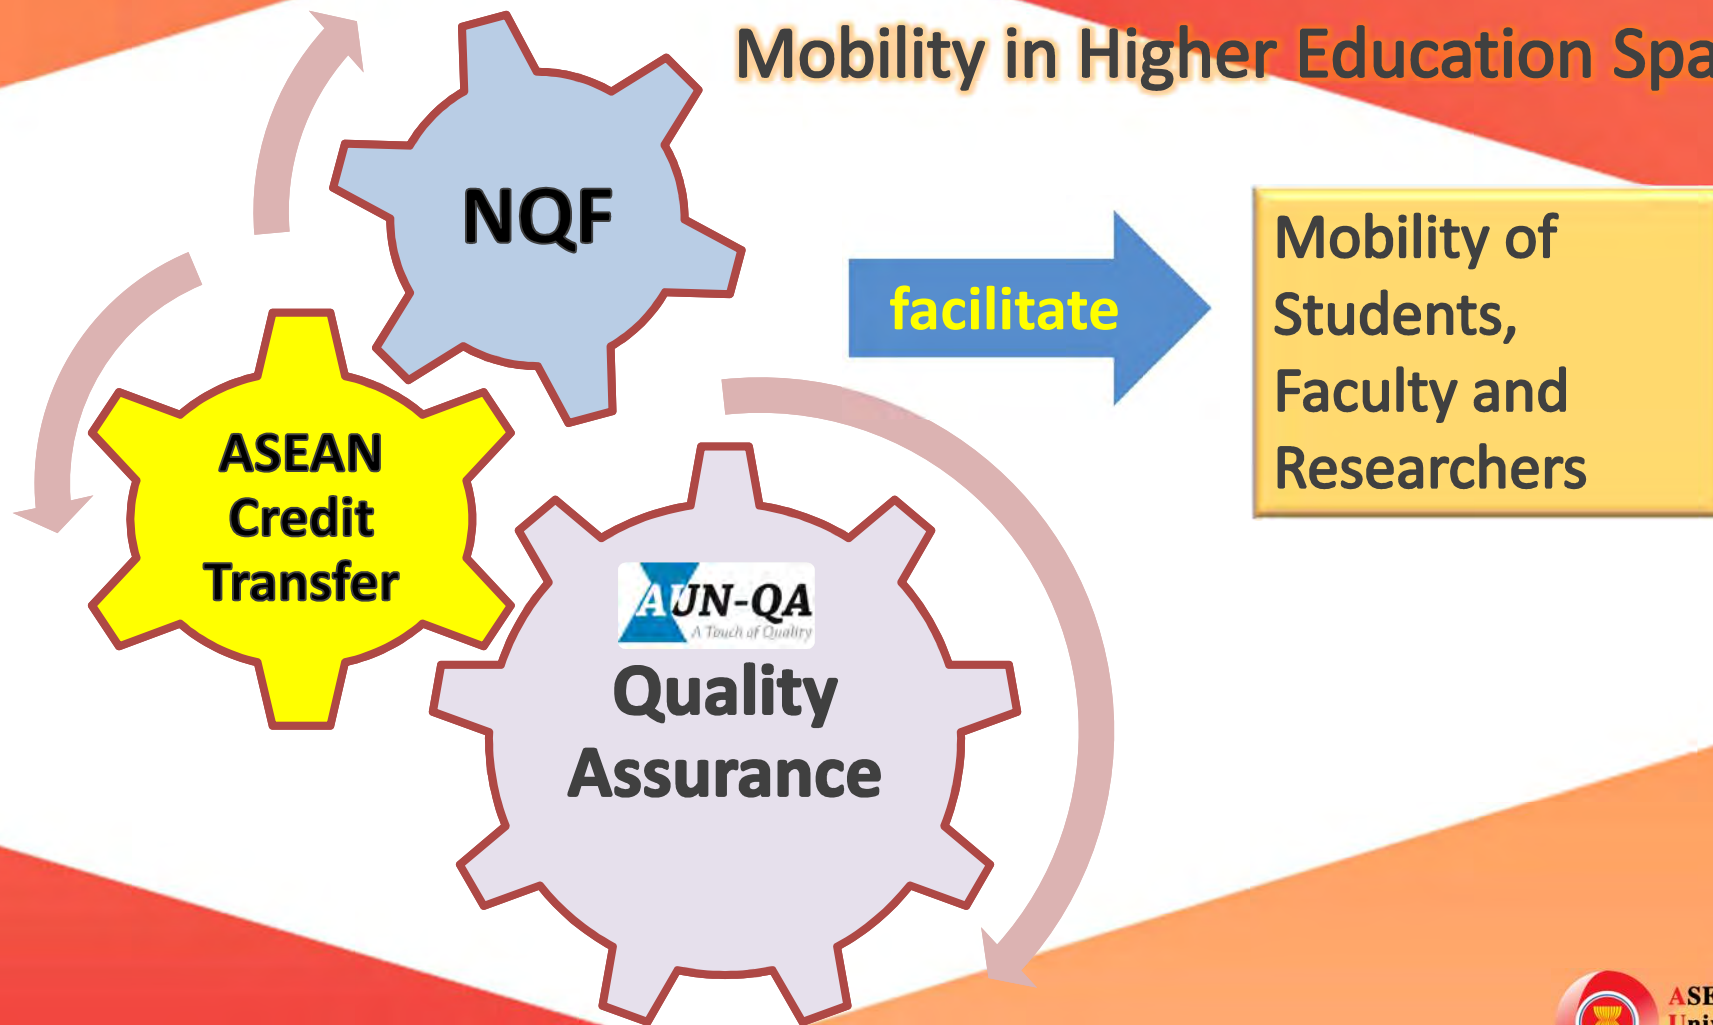 Mobility in Higher Education Spa
NQF
facilitate
Mobility of
Students,
Faculty and
Researchers
ASEAN
Credit
Transfer
AUN-QA
A Touch of Quality
Quality
Assurance